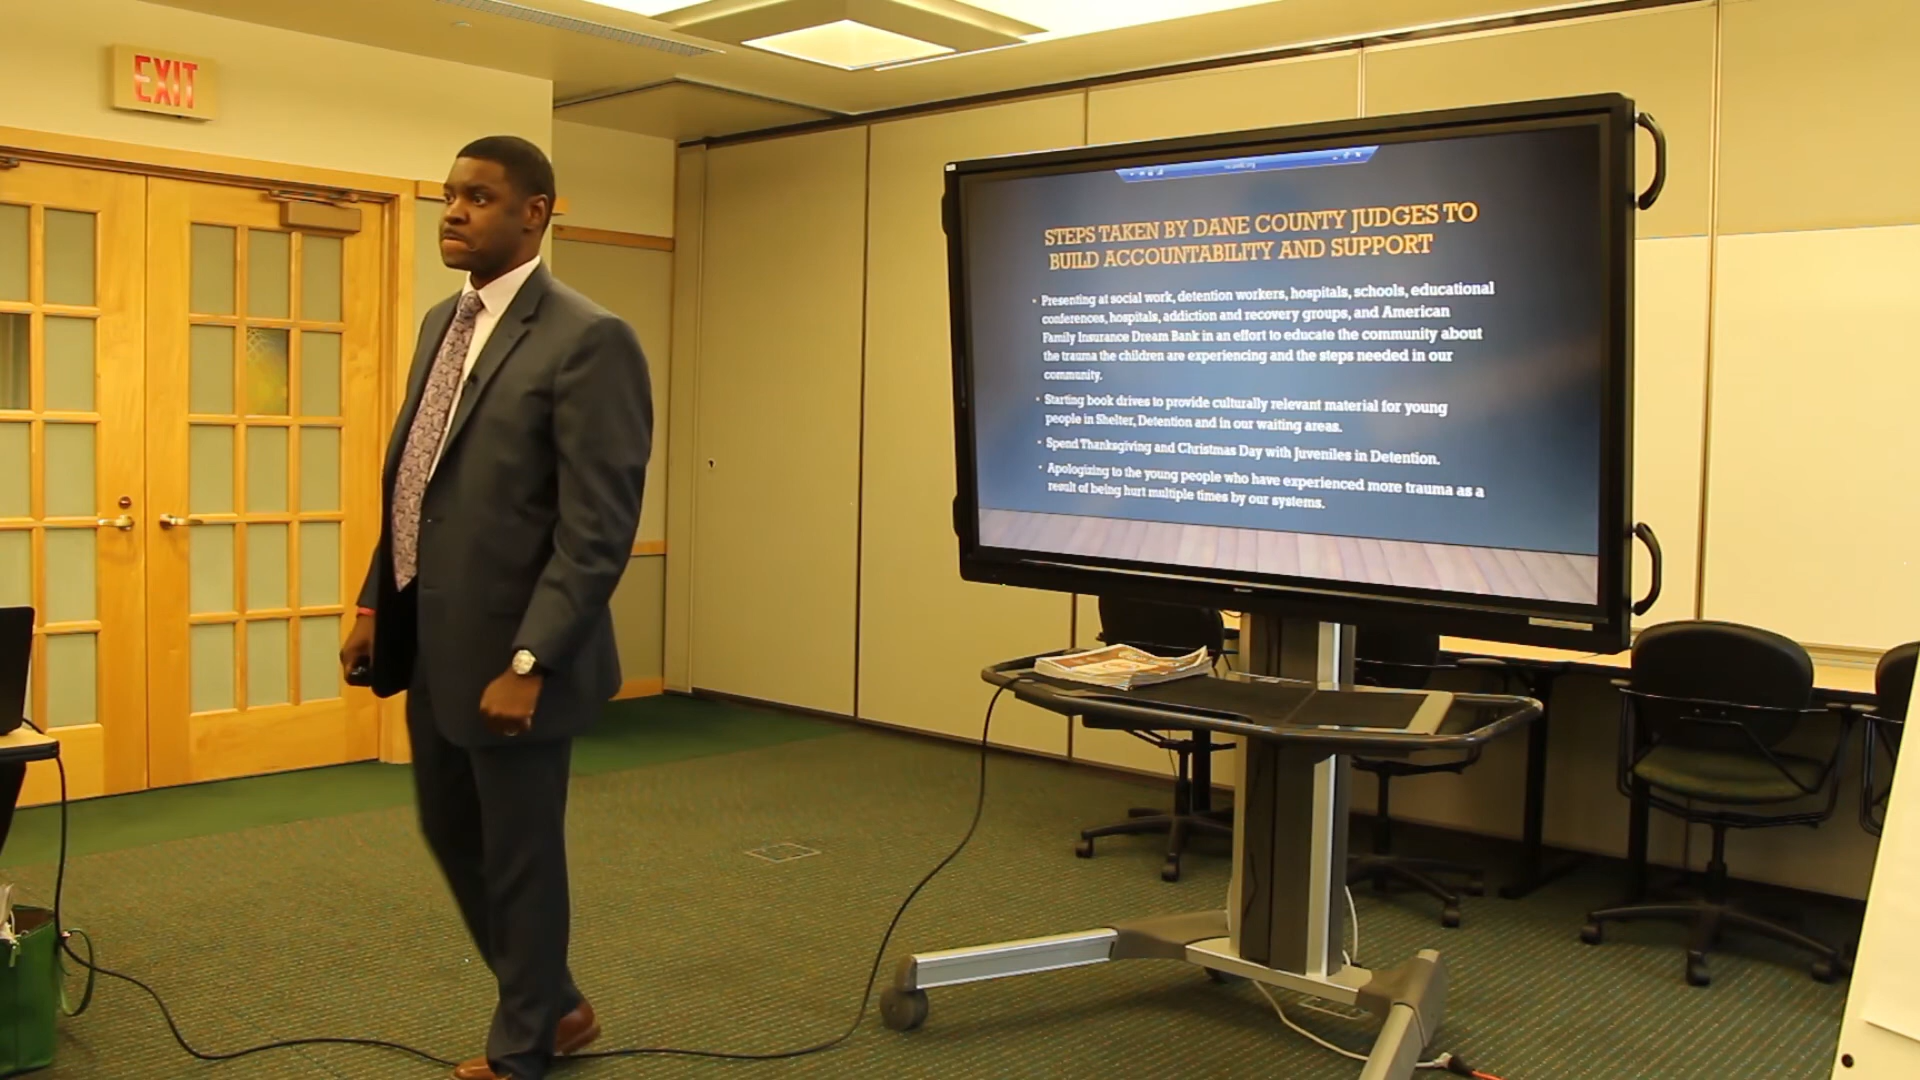 EXIT
STEPS TAKEN BY DANE COUNTY JUDGES TO
BUILD ACCOUNTABILITY AND SUPPORT
• Presenting at social work, detention workers, hospitals, schools, educational
conferences, hospitals, addiction and recovery groups, and American
Family Insurance Dream Bank in an effort to educate the community about
the trauma the children are experiencing and the steps needed in our
community.
• Starting book drives to provide culturally relevant material for young
people in Shelter, Detention and in our waiting areas.
• Spend Thanksgiving and Christmas Day with Juveniles in Detention.
• Apologizing to the young people who have experienced more trauma as a
result of being hurt multiple times by our systems.